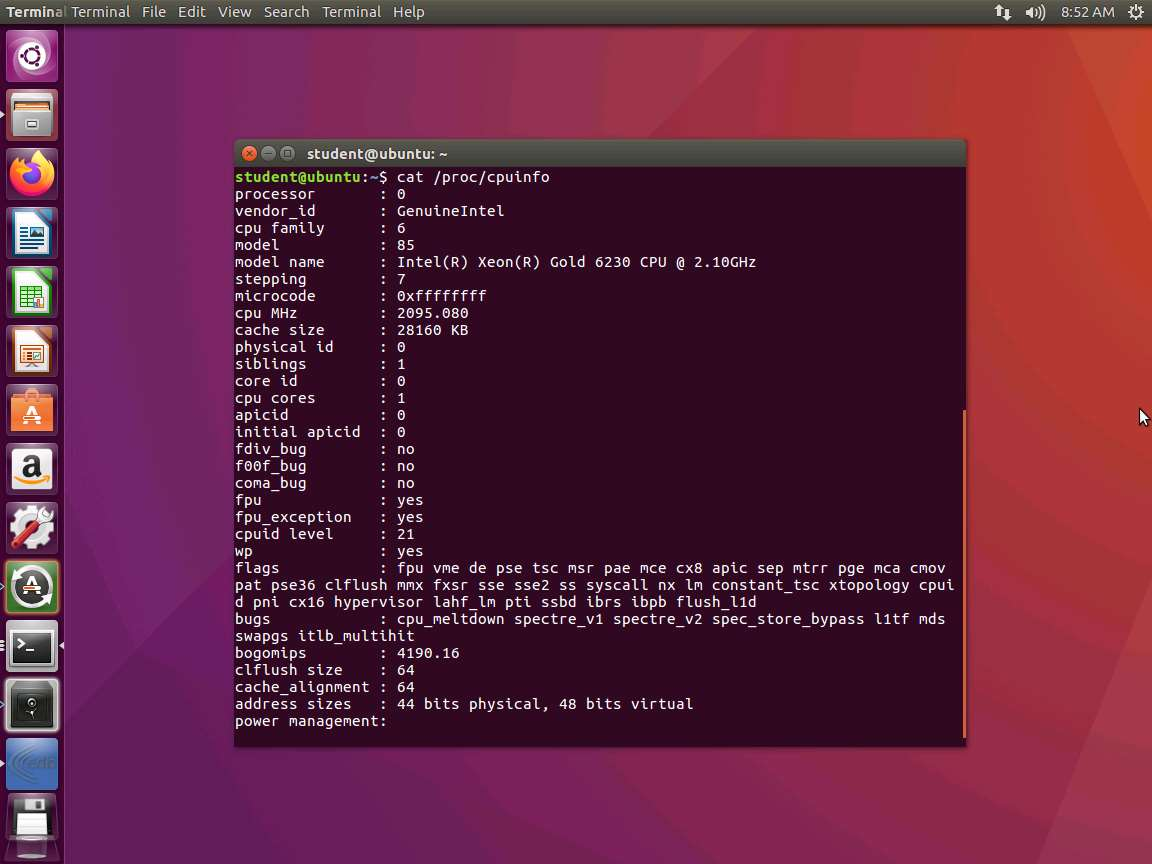 Terminal Terminal File Edit View Search Terminal Help 8:52 AM
student@ubuntu: ~
student@ubuntu:~$ cat /proc/cpuinfo
processor : 0
vendor_id : GenuineIntel
cpu family : 6
model : 85
model name : Intel(R) Xeon(R) Gold 6230 CPU @ 2.10GHz
stepping : 7
microcode : 0xffffffff
cpu MHz : 2095.080
cache size : 28160 KB
physical id : 0
siblings : 1
core id : 0
cpu cores : 1
apicid : 0
initial apicid : 0
fdiv_bug : no
f00f_bug : no
coma_bug : no
fpu : yes
fpu_exception : yes
cpuid level : 21
wp : yes
flags : fpu vme de pse tsc msr pae mce cx8 apic sep mtrr pge mca cmov
pat pse36 clflush mmx fxsr sse sse2 ss syscall nx lm constant_tsc xtopology cpui
d pni cx16 hypervisor lahf_lm pti ssbd ibrs ibpb flush_l1d
bugs : cpu_meltdown spectre_v1 spectre_v2 spec_store_bypass l1tf mds
swapgs itlb_multihit
bogomips : 4190.16
clflush size : 64
cache_alignment : 64
address sizes : 44 bits physical, 48 bits virtual
power management:
edb